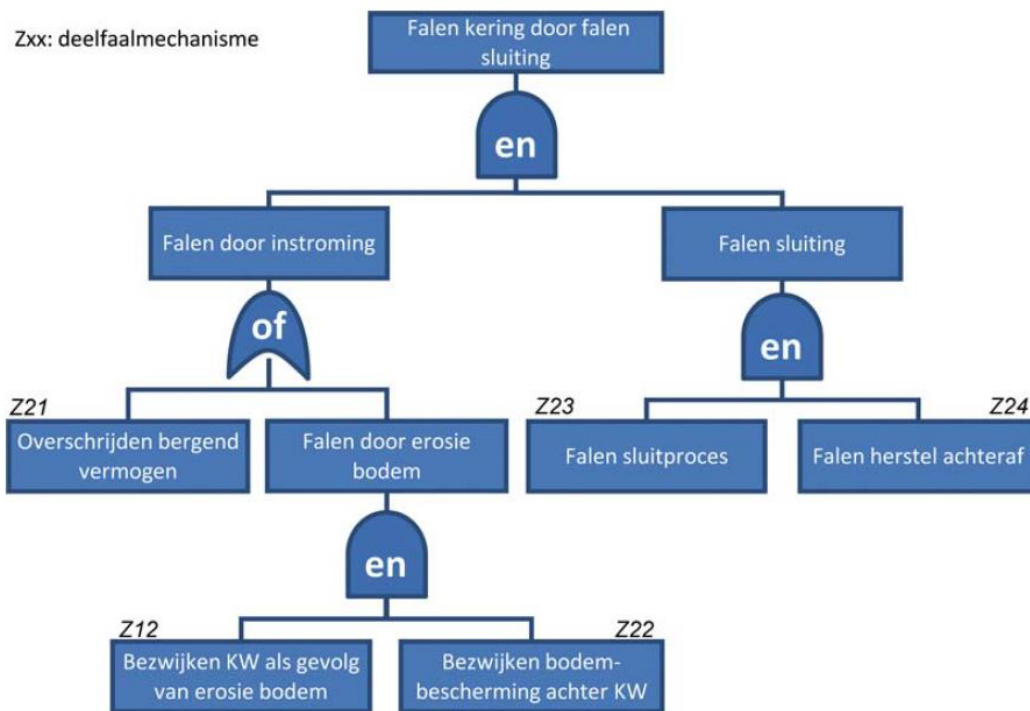 Zxx: deelfaalmechanisme
Falen kering door falen
sluiting
en
Falen door instroming
Falen sluiting
of
en
Z21
Overschrijden bergend
vermogen
Falen door erosie
bodem
Z23
Falen sluitproces
Z24
Falen herstel achteraf
en
Z12
Bezwijken KW als gevolg
van erosie bodem
Z22
Bezwijken bodem-
bescherming achter KW